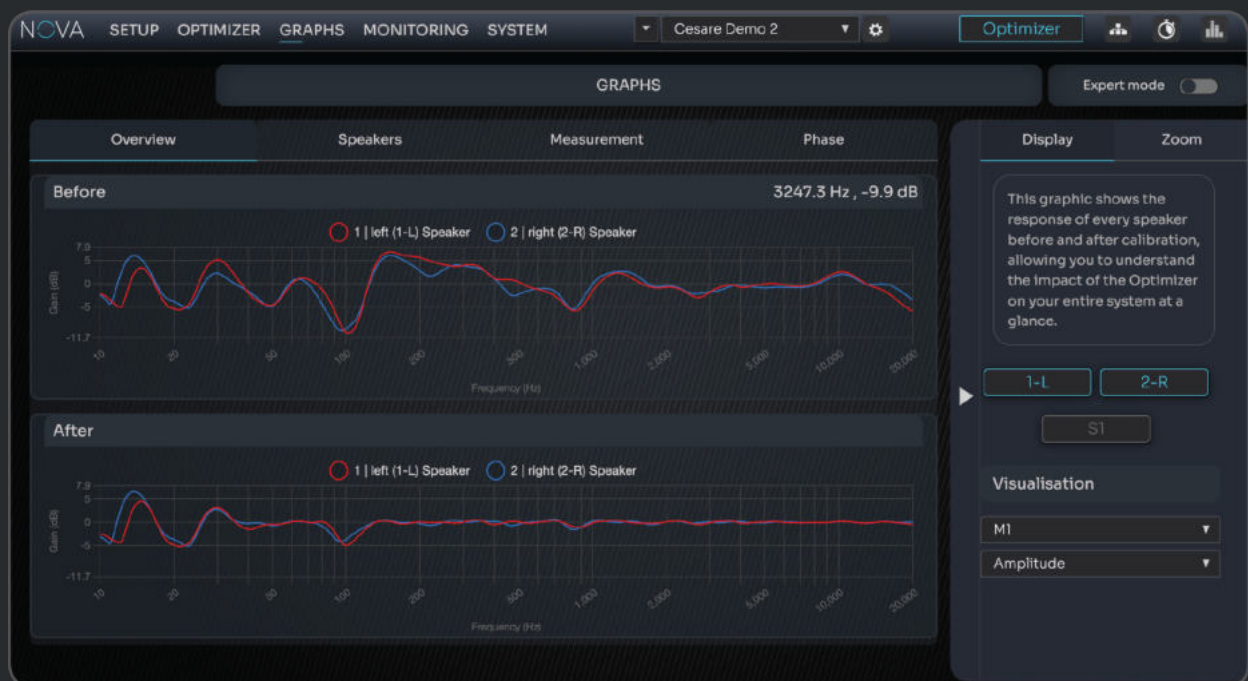 NOVA SETUP OPTIMIZER GRAPHS MONITORING SYSTEM Cesare Demo 2 Optimizer
GRAPHS
Expert mode
Overview Speakers Measurement Phase
Display Zoom
Before 3247.3 Hz , -9.9 dB
1 | left (1-L) Speaker 2 | right (2-R) Speaker
Gain (dB)
7.9
5
0
-5
-11.7
10 20 50 100 200 500 1,000 2,000 5,000 10,000 20,000
Frequency (Hz)
After
1 | left (1-L) Speaker 2 | right (2-R) Speaker
Gain (dB)
7.9
5
0
-5
-11.7
10 20 50 100 200 500 1,000 2,000 5,000 10,000 20,000
Frequency (Hz)
This graphic shows the
response of every speaker
before and after calibration,
allowing you to understand
the impact of the Optimizer
on your entire system at a
glance.
1-L 2-R
S1
Visualisation
M1
Amplitude